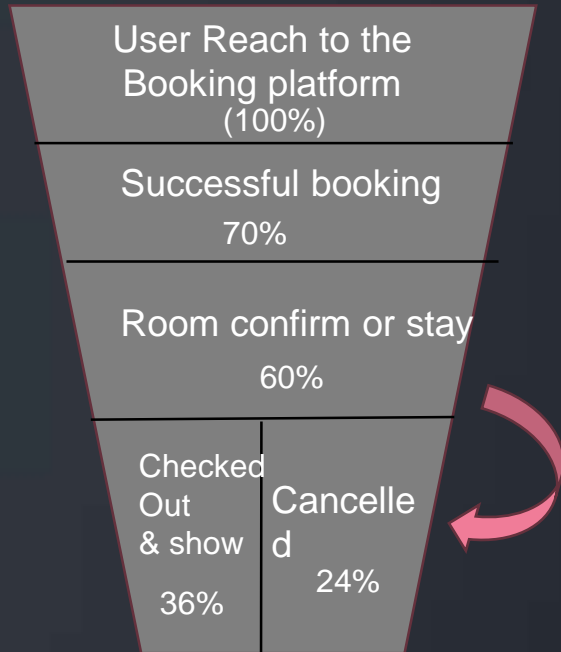 User Reach to the
Booking platform
(100%)
Successful booking
70%
Room confirm or stay
60%
Checked
Out
& show
36%
Cancelle
d
24%